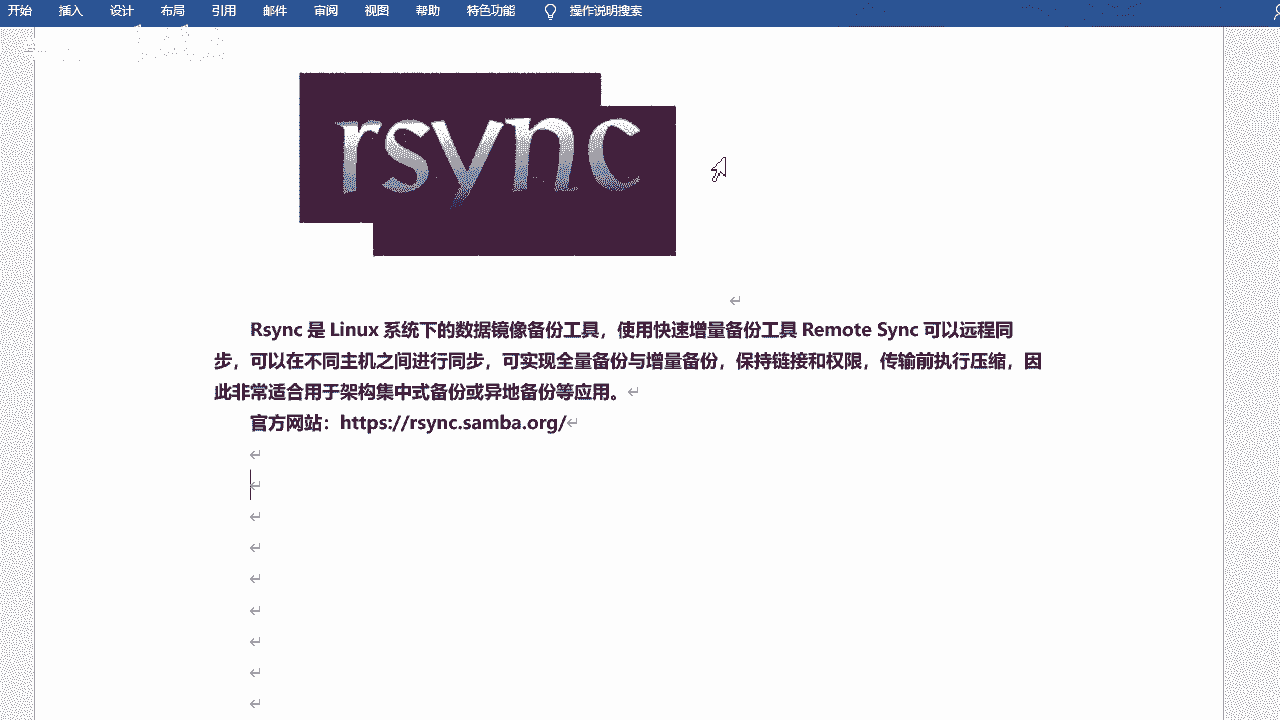 开始 插入 设计 布局 引用 邮件 审阅 视图 帮助 特色功能 操作说明搜索
rsync
Rsync 是 Linux 系统下的数据镜像备份工具，使用快速增量备份工具 Remote Sync 可以远程同
步，可以在不同主机之间进行同步，可实现全量备份与增量备份，保持链接和权限，传输前执行压缩，因
此非常适合用于架构集中式备份或异地备份等应用。
官方网站：https://rsync.samba.org/